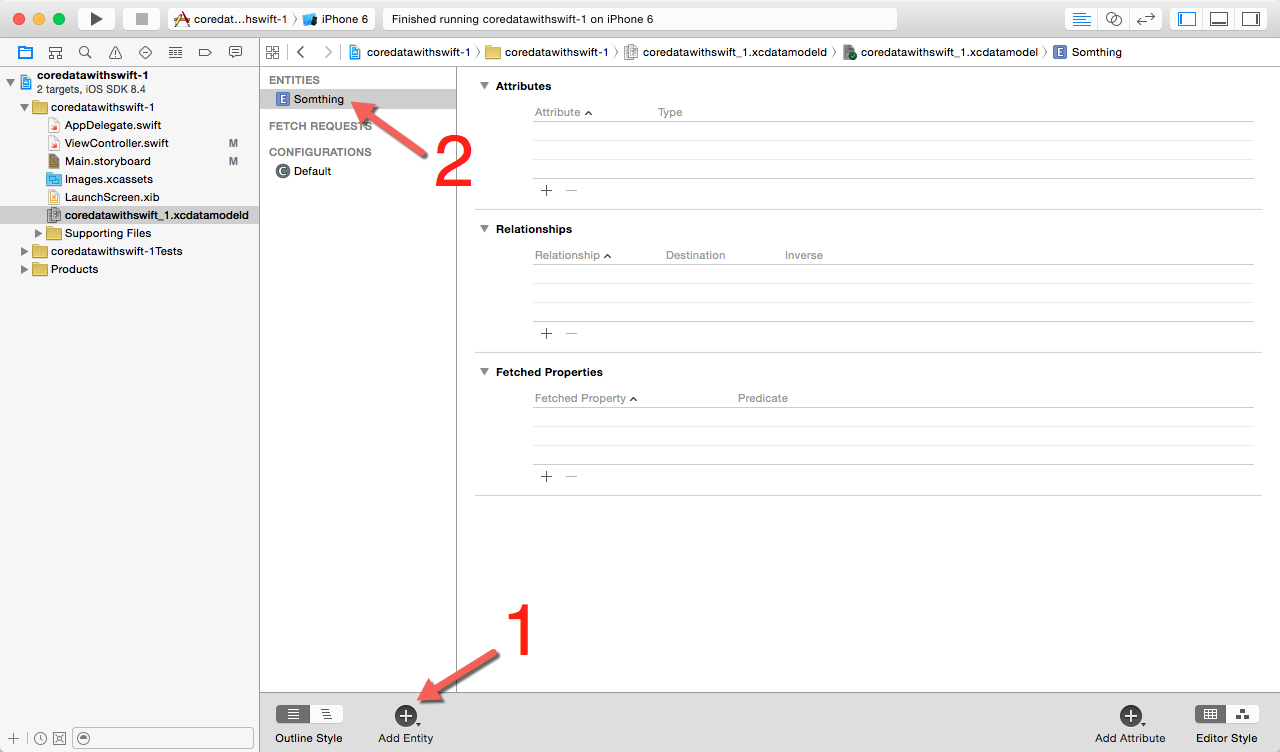 coredat...hswift-1 〉 iPhone 6
Finished running coredatawithswift-1 on iPhone 6
coredatawithswift-1 〉 coredatawithswift-1 〉 coredatawithswift_1.xcdatamodeld 〉 coredatawithswift_1.xcdatamodel 〉 E Somthing
coredatawithswift-1
2 targets, iOS SDK 8.4
coredatawithswift-1
AppDelegate.swift
ViewController.swift M
Main.storyboard M
Images.xcassets
LaunchScreen.xib
coredatawithswift_1.xcdatamodeld
Supporting Files
coredatawithswift-1Tests
Products
ENTITIES
E Somthing
FETCH REQUESTS
CONFIGURATIONS
C Default
2
Attributes
Attribute Type
+ −
Relationships
Relationship Destination Inverse
+ −
Fetched Properties
Fetched Property Predicate
+ −
1
Outline Style
Add Entity
Add Attribute
Editor Style